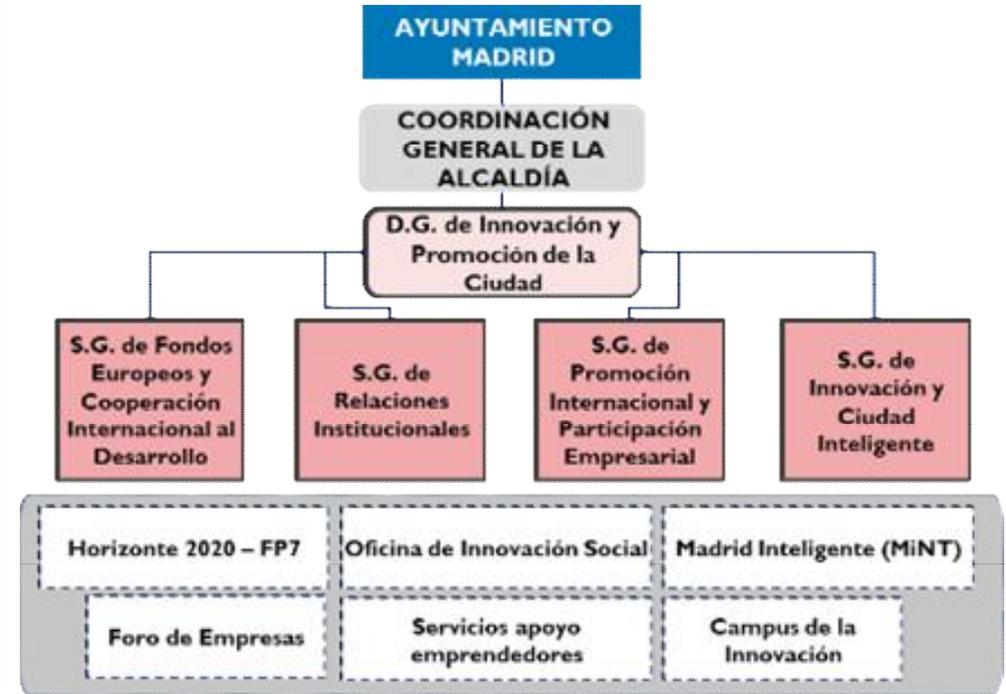 AYUNTAMIENTO
MADRID
COORDINACIÓN
GENERAL DE LA
ALCALDÍA
D.G. de Innovación y
Promoción de la
Ciudad
S.G. de Fondos
Europeos y
Cooperación
Internacional al
Desarrollo
S.G. de
Relaciones
Institucionales
S.G. de
Promoción
Internacional y
Participación
Empresarial
S.G. de
Innovación y
Ciudad
Inteligente
Horizonte 2020 – FP7
Oficina de Innovación Social
Madrid Inteligente (MiNT)
Foro de Empresas
Servicios apoyo
emprendedores
Campus de la
Innovación